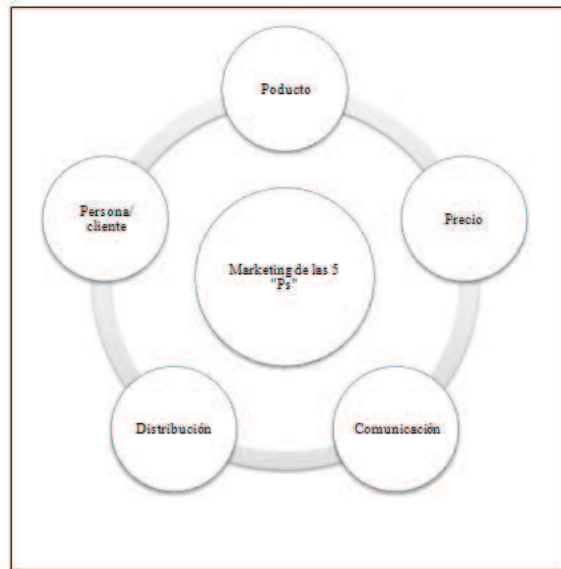 Poducto
Persona/
cliente
Precio
Marketing de las 5
"Ps"
Distribución
Comunicación